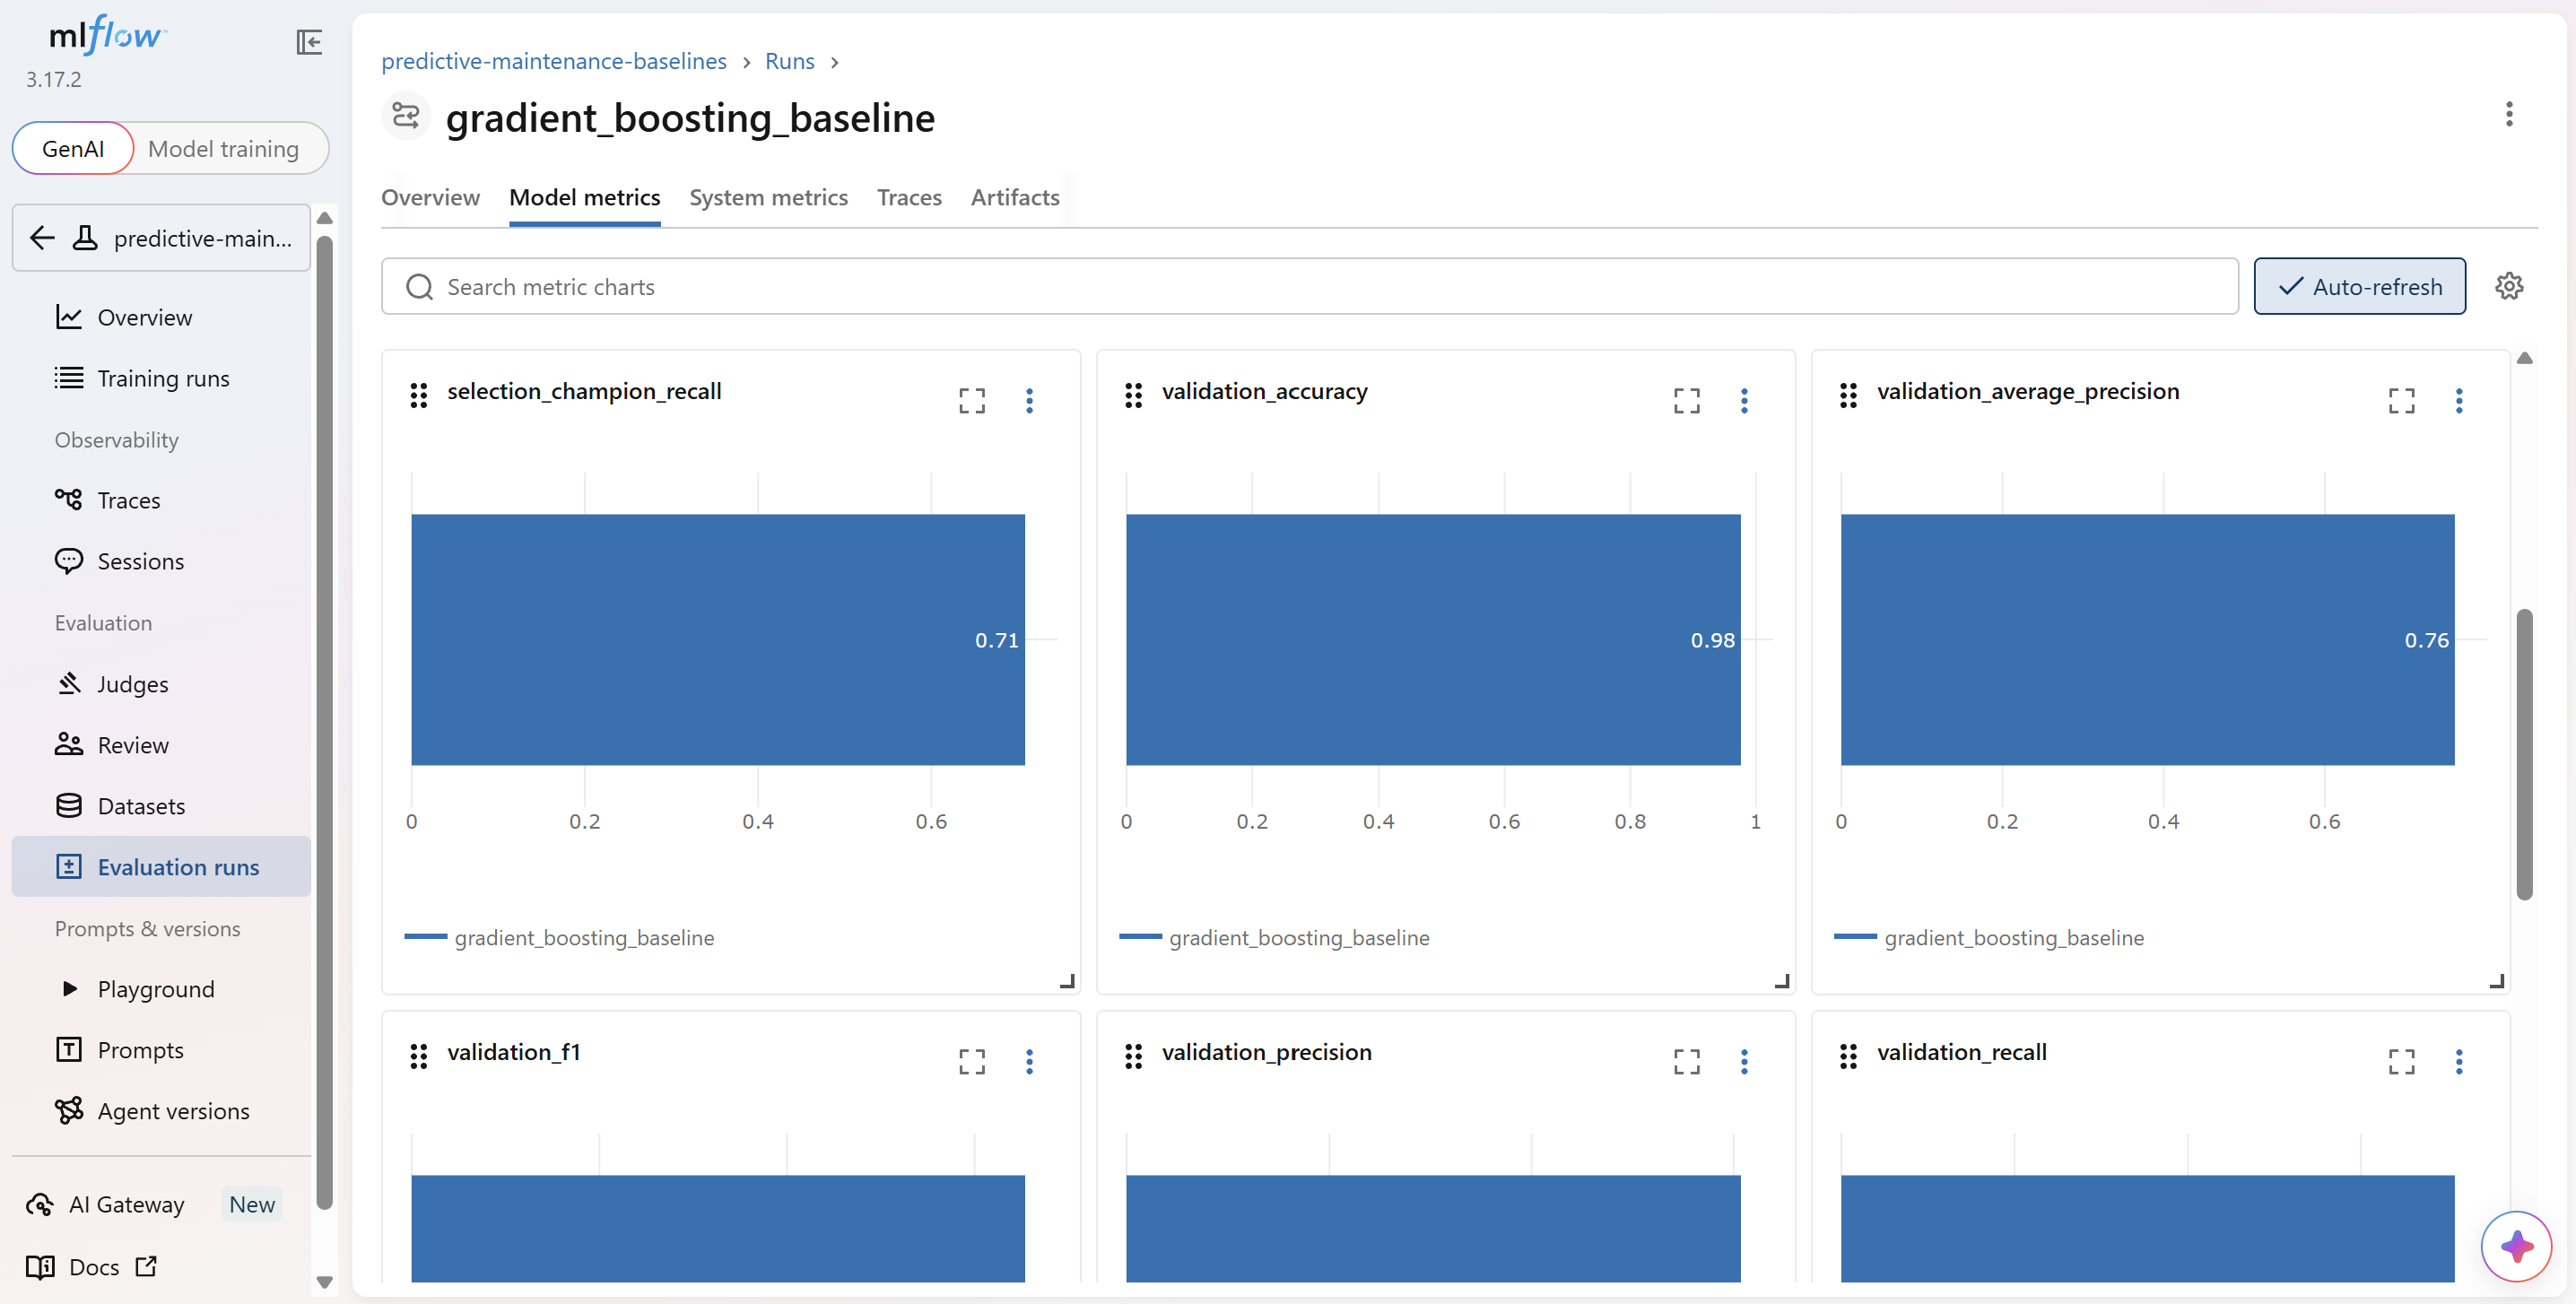 mlflow
3.17.2
GenAI
Model training
predictive-main...
Overview
Training runs
Observability
Traces
Sessions
Evaluation
Judges
Review
Datasets
Evaluation runs
Prompts & versions
Playground
Prompts
Agent versions
AI Gateway New
Docs
predictive-maintenance-baselines › Runs ›
gradient_boosting_baseline
Overview Model metrics System metrics Traces Artifacts
Search metric charts
Auto-refresh
selection_champion_recall
0.71
0 0.2 0.4 0.6
gradient_boosting_baseline
validation_accuracy
0.98
0 0.2 0.4 0.6 0.8 1
gradient_boosting_baseline
validation_average_precision
0.76
0 0.2 0.4 0.6
gradient_boosting_baseline
validation_f1
validation_precision
validation_recall